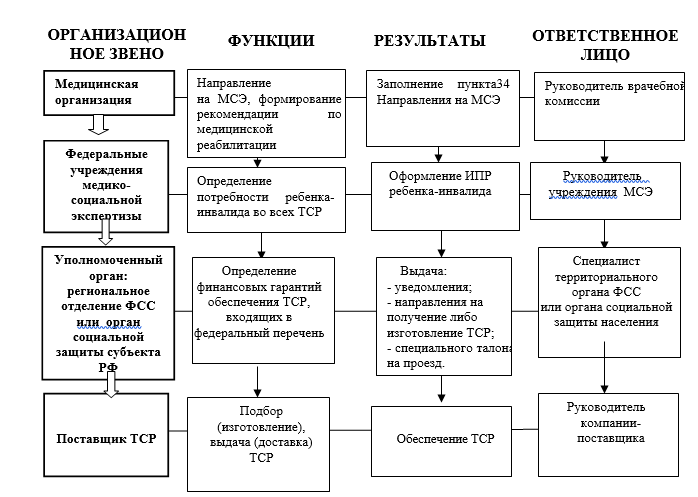 ОРГАНИЗАЦИОН
НОЕ ЗВЕНО
ФУНКЦИИ
РЕЗУЛЬТАТЫ
ОТВЕТСТВЕННОЕ
ЛИЦО
Медицинская
организация
Направление
на МСЭ, формирование
рекомендации по
медицинской
реабилитации
Заполнение пункта34
Направления на МСЭ
Руководитель врачебной
комиссии
Федеральные
учреждения
медико-
социальной
экспертизы
Определение
потребности ребенка-
инвалида во всех ТСР
Оформление ИПР
ребенка-инвалида
Руководитель
учреждения МСЭ
Уполномоченный
орган:
региональное
отделение ФСС
или орган
социальной
защиты субъекта
РФ
Определение
финансовых гарантий
обеспечения ТСР,
входящих в
федеральный перечень
Выдача:
- уведомления;
- направления на
получение либо
изготовление ТСР;
- специального талона
на проезд.
Специалист
территориального
органа ФСС
или органа социальной
защиты населения
Поставщик ТСР
Подбор
(изготовление),
выдача (доставка)
ТСР
Обеспечение ТСР
Руководитель
компании-
поставщика